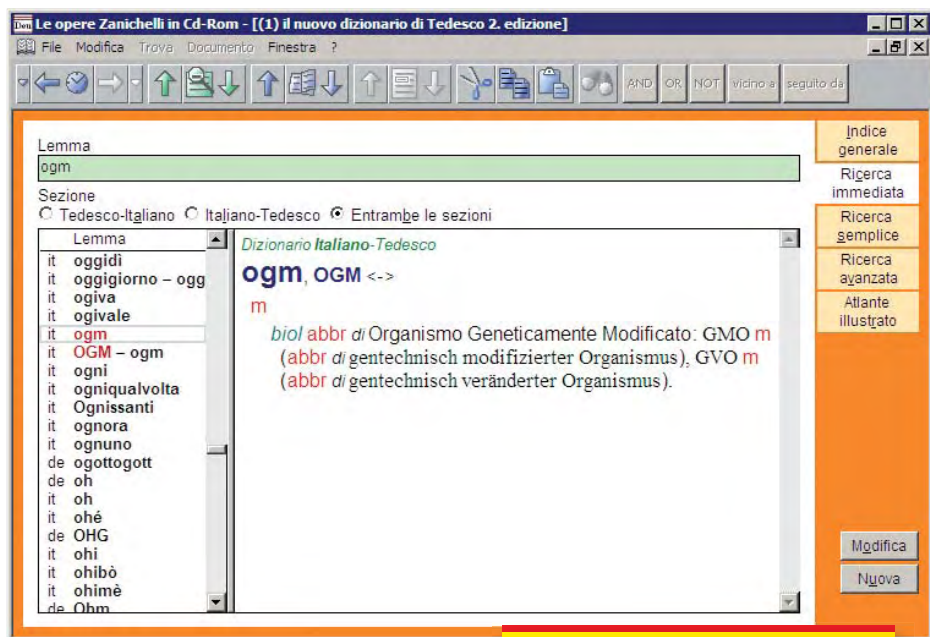 Le opere Zanichelli in Cd-Rom - [(1) il nuovo dizionario di Tedesco 2. edizione]
File Modifica Trova Documento Finestra ?
AND OR NOT vicino a seguito da
Lemma
ogm
Sezione
Tedesco-Italiano Italiano-Tedesco Entrambe le sezioni
Lemma
it oggidì
it oggigiorno – ogg
it ogiva
it ogivale
it ogm
it OGM – ogm
it ogni
it ogniqualvolta
it Ognissanti
it ognora
it ognuno
de ogottogott
de oh
it oh
it ohé
de OHG
it ohi
it ohibò
it ohimè
de Ohm
Dizionario Italiano-Tedesco
ogm, OGM <->
m
biol abbr di Organismo Geneticamente Modificato: GMO m
(abbr di gentechnisch modifizierter Organismus), GVO m
(abbr di gentechnisch veränderter Organismus).
Indice
generale
Ricerca
immediata
Ricerca
semplice
Ricerca
avanzata
Atlante
illustrato
Modifica
Nuova